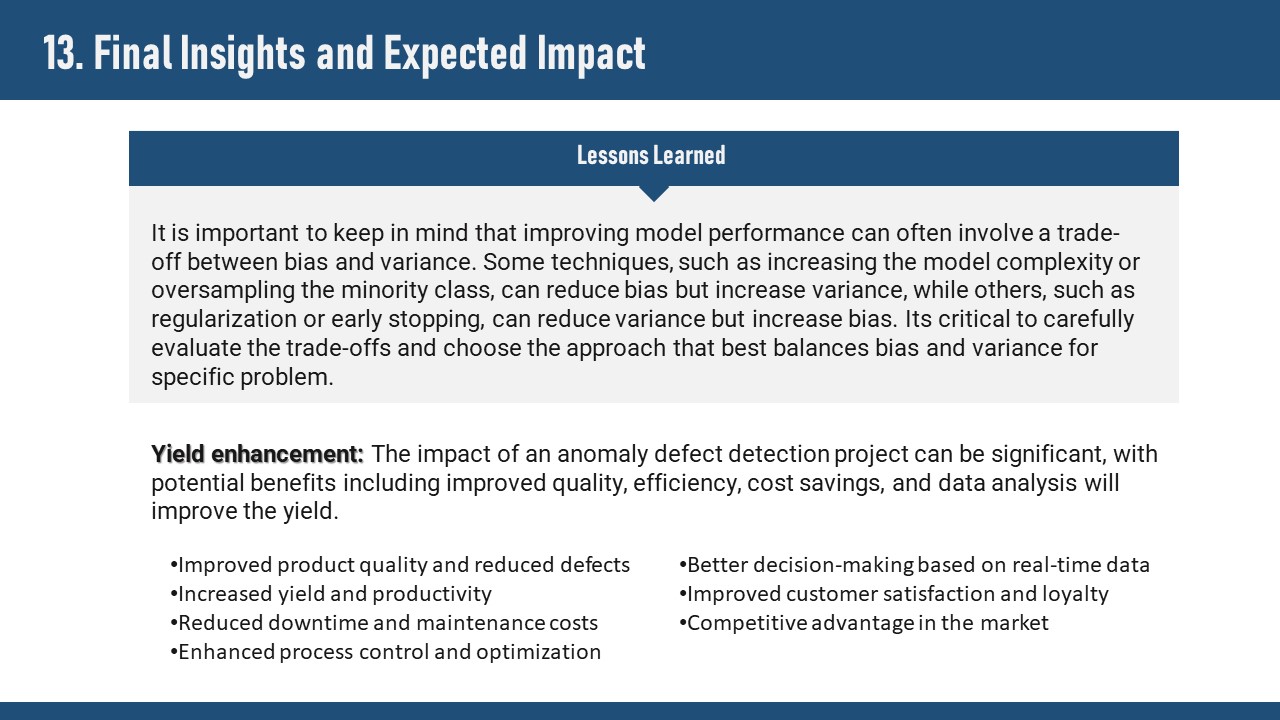 13. Final Insights and Expected Impact
Lessons Learned
It is important to keep in mind that improving model performance can often involve a trade-
off between bias and variance. Some techniques, such as increasing the model complexity or
oversampling the minority class, can reduce bias but increase variance, while others, such as
regularization or early stopping, can reduce variance but increase bias. Its critical to carefully
evaluate the trade-offs and choose the approach that best balances bias and variance for
specific problem.
Yield enhancement: The impact of an anomaly defect detection project can be significant, with
potential benefits including improved quality, efficiency, cost savings, and data analysis will
improve the yield.
•Improved product quality and reduced defects
•Increased yield and productivity
•Reduced downtime and maintenance costs
•Enhanced process control and optimization
•Better decision-making based on real-time data
•Improved customer satisfaction and loyalty
•Competitive advantage in the market